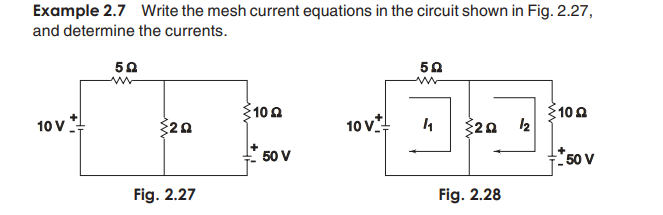 Example 2.7 Write the mesh current equations in the circuit shown in Fig. 2.27,
and determine the currents.
5 Ω
10 V
+
–
2 Ω
10 Ω
+
–
50 V
Fig. 2.27
5 Ω
10 V
+
–
I1
2 Ω
I2
10 Ω
+
–
50 V
Fig. 2.28